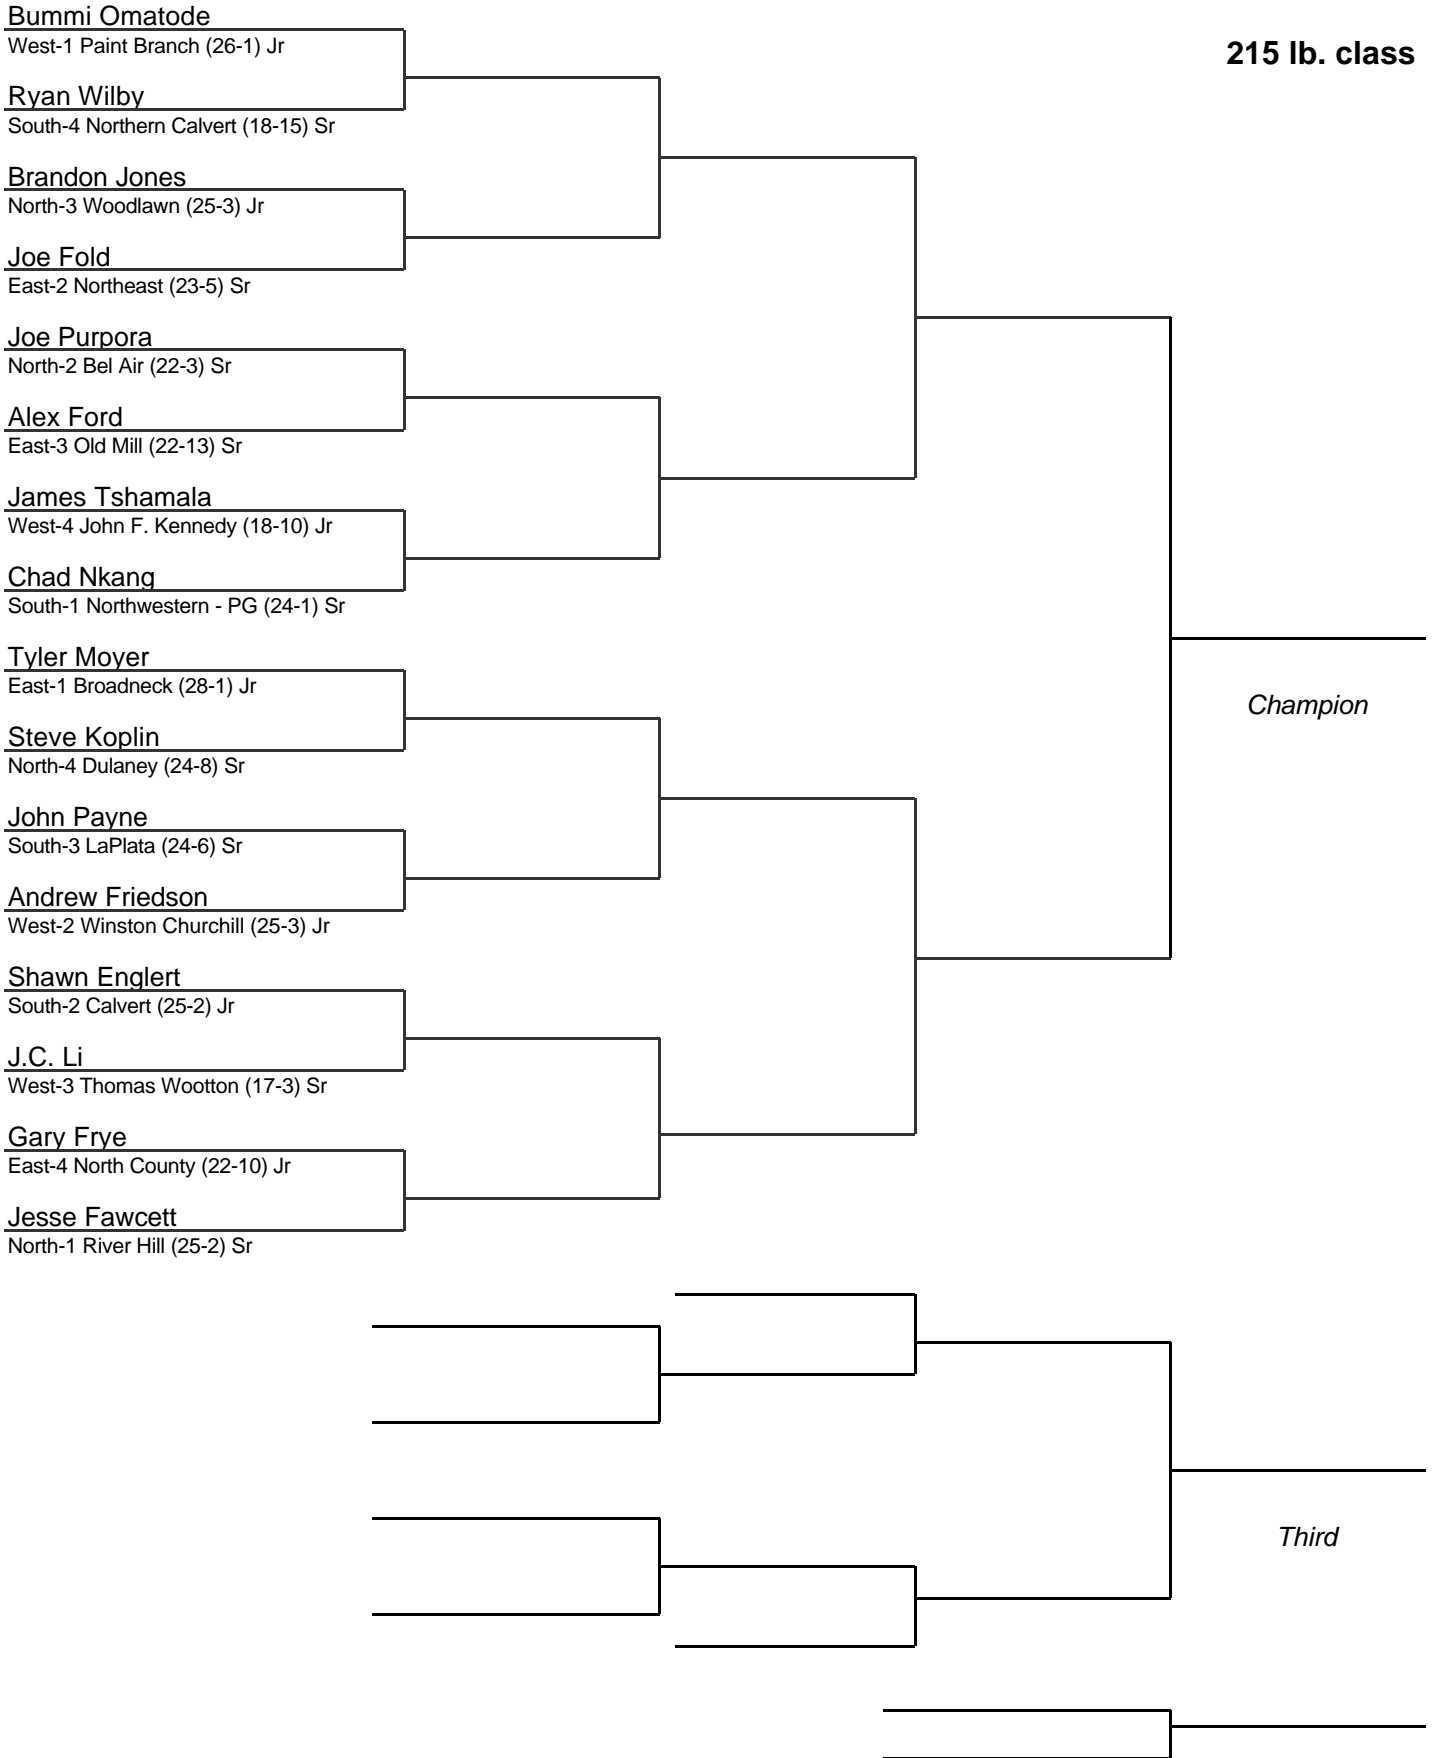 215 lb. class
Bummi Omatode
West-1 Paint Branch (26-1) Jr
Ryan Wilby
South-4 Northern Calvert (18-15) Sr
Brandon Jones
North-3 Woodlawn (25-3) Jr
Joe Fold
East-2 Northeast (23-5) Sr
Joe Purpora
North-2 Bel Air (22-3) Sr
Alex Ford
East-3 Old Mill (22-13) Sr
James Tshamala
West-4 John F. Kennedy (18-10) Jr
Chad Nkang
South-1 Northwestern - PG (24-1) Sr
Tyler Moyer
East-1 Broadneck (28-1) Jr
Steve Koplin
North-4 Dulaney (24-8) Sr
John Payne
South-3 LaPlata (24-6) Sr
Andrew Friedson
West-2 Winston Churchill (25-3) Jr
Shawn Englert
South-2 Calvert (25-2) Jr
J.C. Li
West-3 Thomas Wootton (17-3) Sr
Gary Frye
East-4 North County (22-10) Jr
Jesse Fawcett
North-1 River Hill (25-2) Sr
Champion
Third